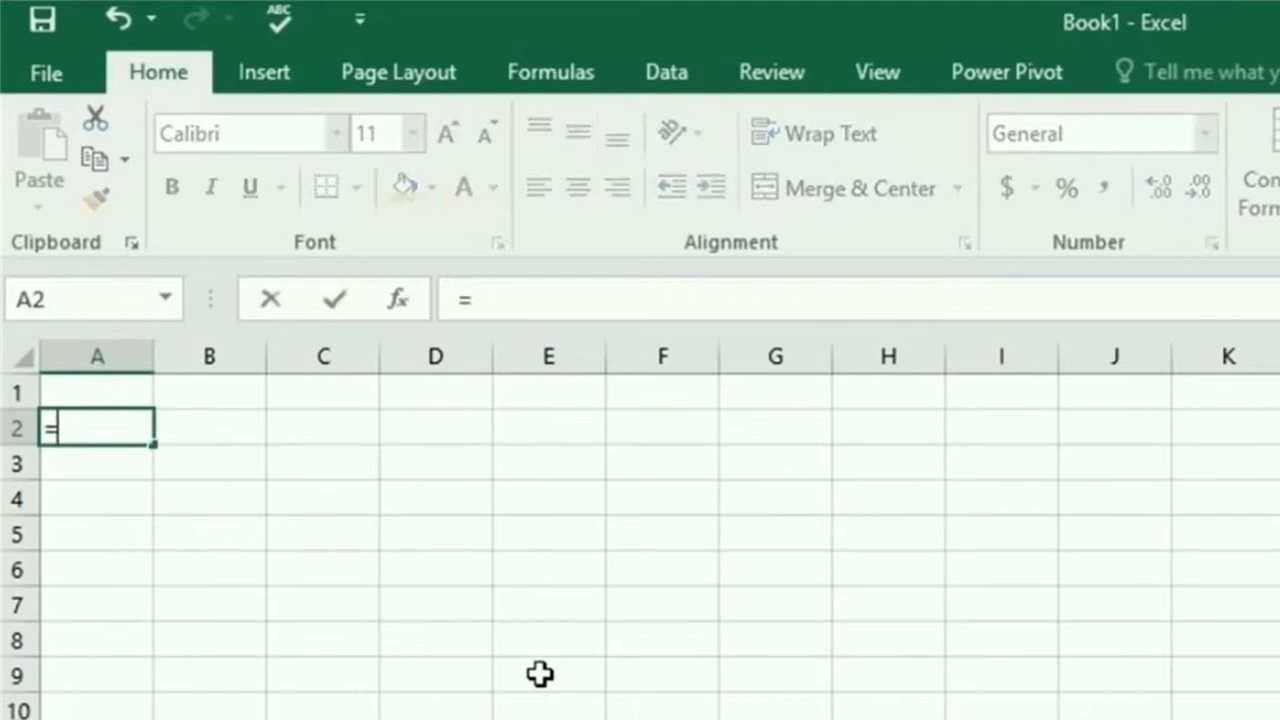 ABC
Book1 - Excel
File Home Insert Page Layout Formulas Data Review View Power Pivot Tell me what y
Calibri 11 Wrap Text General
Paste B I U A Merge & Center $ % , Con
Form
Clipboard Font Alignment Number
A2 fx =
A B C D E F G H I J K
1
2 =
3
4
5
6
7
8
9
10